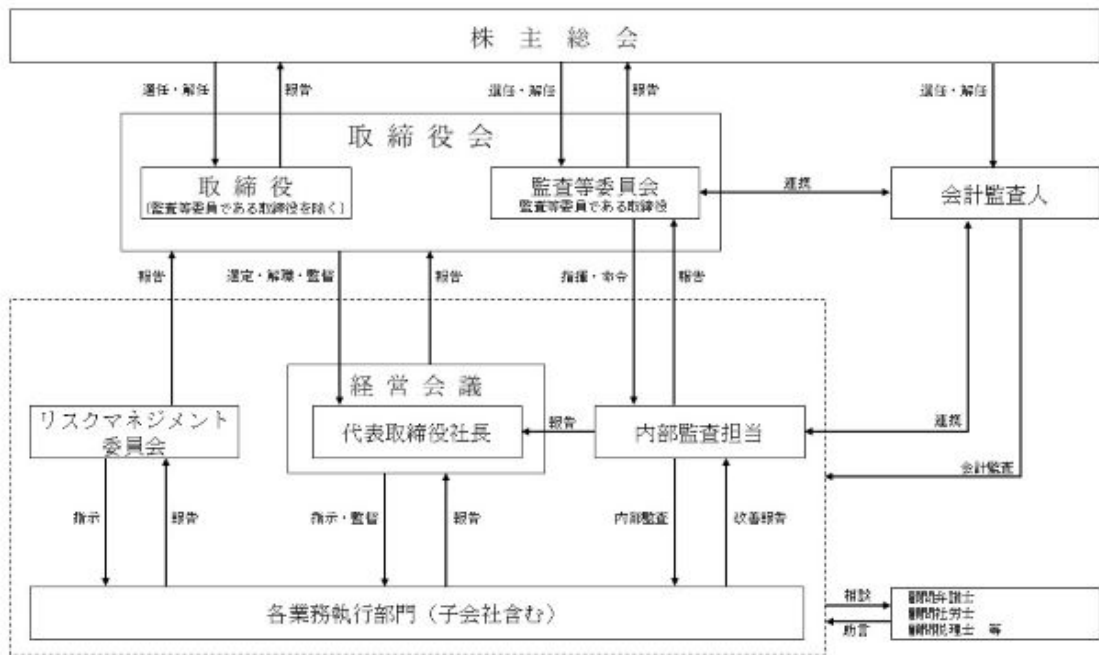 株主総会
選任・解任
報告
選任・解任
報告
選任・解任
取締役会
取締役
(監査等委員である取締役を除く)
監査等委員会
監査等委員である取締役
連携
会計監査人
報告
選定・解職・監督
報告
指揮・命令
報告
経営会議
リスクマネジメント
委員会
代表取締役社長
報告
内部監査担当
連携
会計監査
指示
報告
指示・監督
報告
内部監査
改善報告
各業務執行部門(子会社含む)
相談
助言
顧問弁護士
顧問社労士
顧問税理士 等